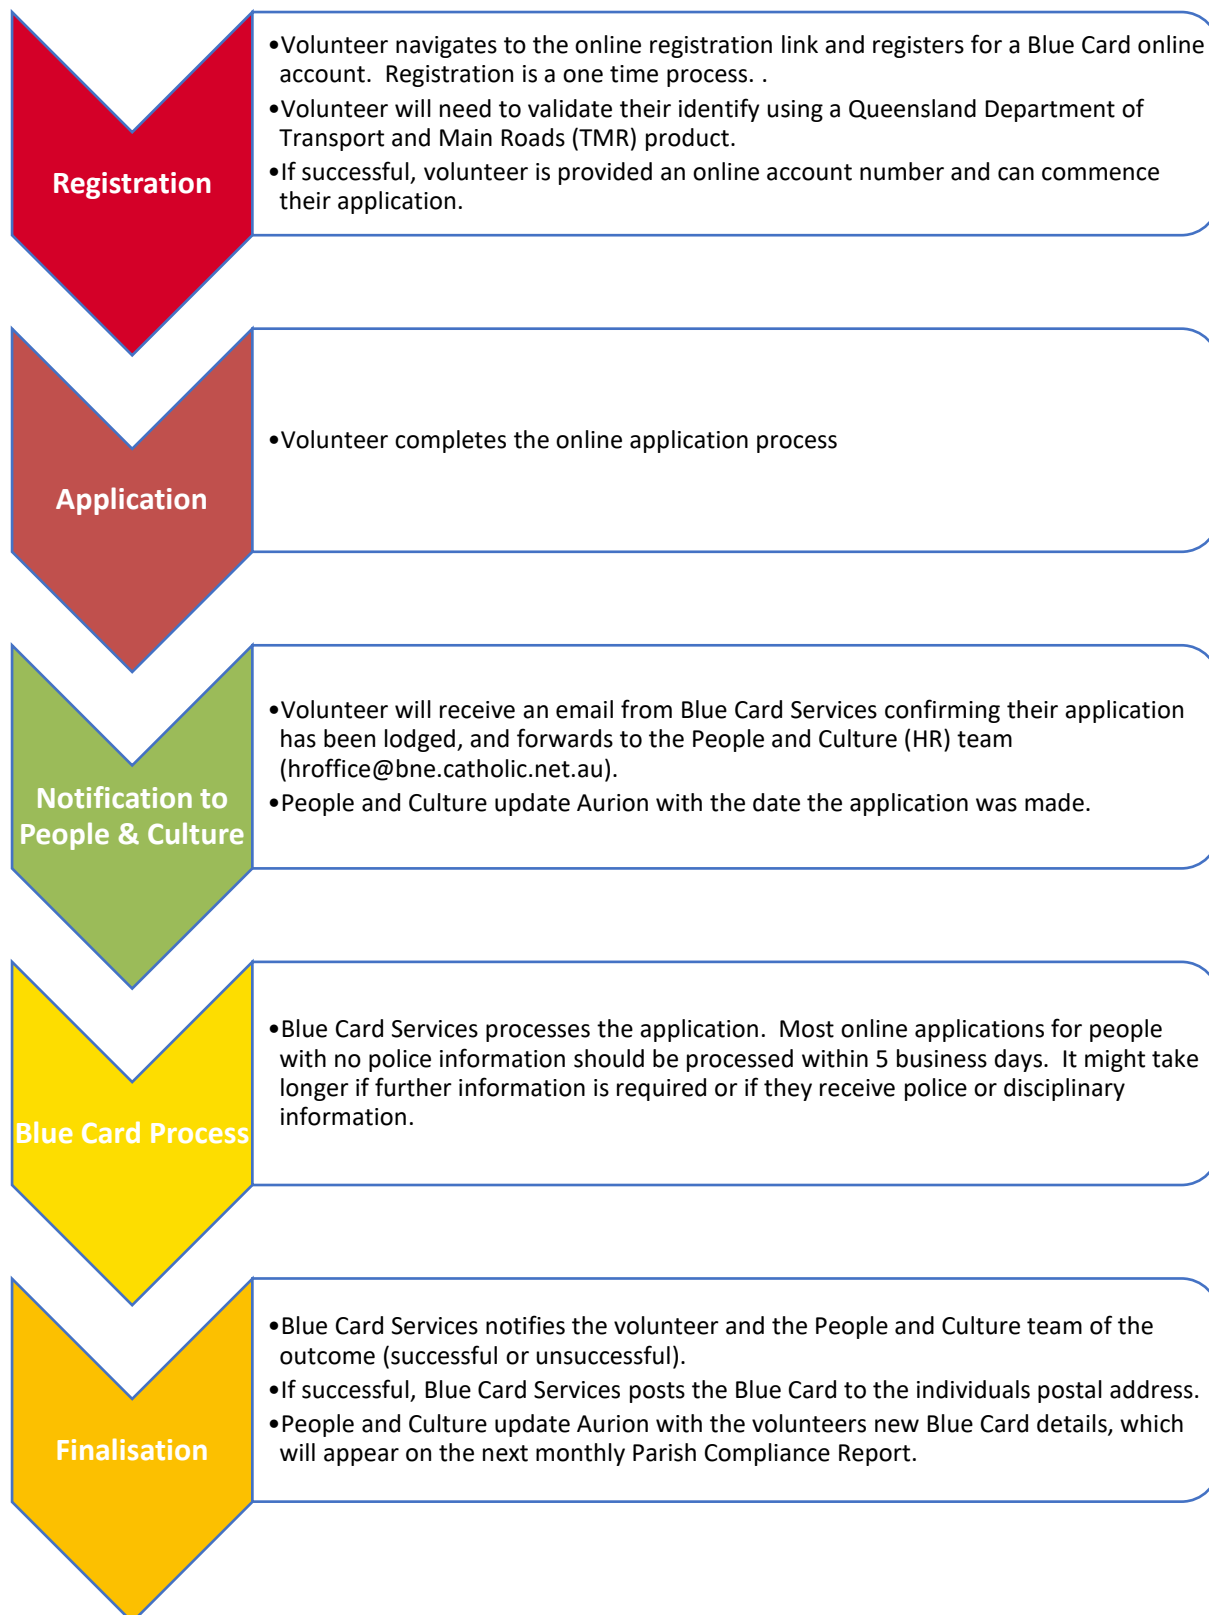 Registration
•Volunteer navigates to the online registration link and registers for a Blue Card online
account.  Registration is a one time process. .
•Volunteer will need to validate their identify using a Queensland Department of
Transport and Main Roads (TMR) product.
•If successful, volunteer is provided an online account number and can commence
their application.
Application
•Volunteer completes the online application process
Notification to
People & Culture
•Volunteer will receive an email from Blue Card Services confirming their application
has been lodged, and forwards to the People and Culture (HR) team
(hroffice@bne.catholic.net.au).
•People and Culture update Aurion with the date the application was made.
Blue Card Process
•Blue Card Services processes the application.  Most online applications for people
with no police information should be processed within 5 business days.  It might take
longer if further information is required or if they receive police or disciplinary
information.
Finalisation
•Blue Card Services notifies the volunteer and the People and Culture team of the
outcome (successful or unsuccessful).
•If successful, Blue Card Services posts the Blue Card to the individuals postal address.
•People and Culture update Aurion with the volunteers new Blue Card details, which
will appear on the next monthly Parish Compliance Report.